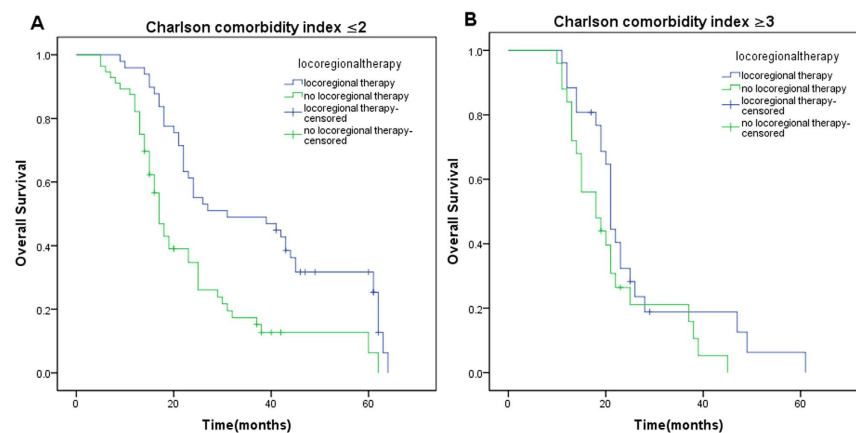 A
Charlson comorbidity index ≤2
locoregionaltherapy
locoregional therapy
no locoregional therapy
locoregional therapy-
censored
no locoregional therapy-
censored
Overall Survival
1.0
0.8
0.6
0.4
0.2
0.0
0
20
40
60
Time(months)
B
Charlson comorbidity index ≥3
locoregionaltherapy
locoregional therapy
no locoregional therapy
locoregional therapy-
censored
no locoregional therapy-
censored
Overall Survival
1.0
0.8
0.6
0.4
0.2
0.0
0
20
40
60
Time(months)